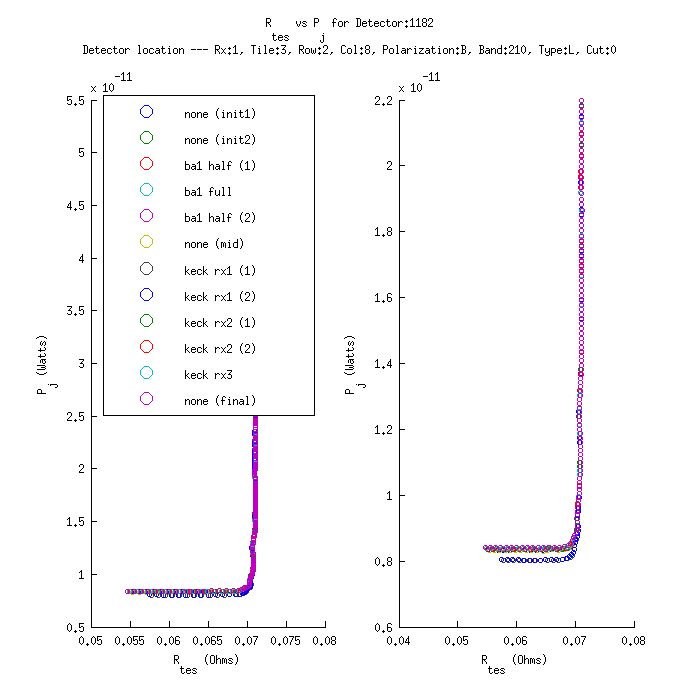 R_tes vs P_j for Detector:1182
Detector location --- Rx:1, Tile:3, Row:2, Col:8, Polarization:B, Band:210, Type:L, Cut:0
x 10^-11
5.5
5
4.5
4
3.5
3
2.5
2
1.5
1
0.5
P_j (Watts)
none (init1)
none (init2)
ba1 half (1)
ba1 full
ba1 half (2)
none (mid)
keck rx1 (1)
keck rx1 (2)
keck rx2 (1)
keck rx2 (2)
keck rx3
none (final)
0.05 0.055 0.06 0.065 0.07 0.075 0.08
R_tes (Ohms)
x 10^-11
2.2
2
1.8
1.6
1.4
1.2
1
0.8
0.6
P_j (Watts)
0.04 0.05 0.06 0.07 0.08
R_tes (Ohms)